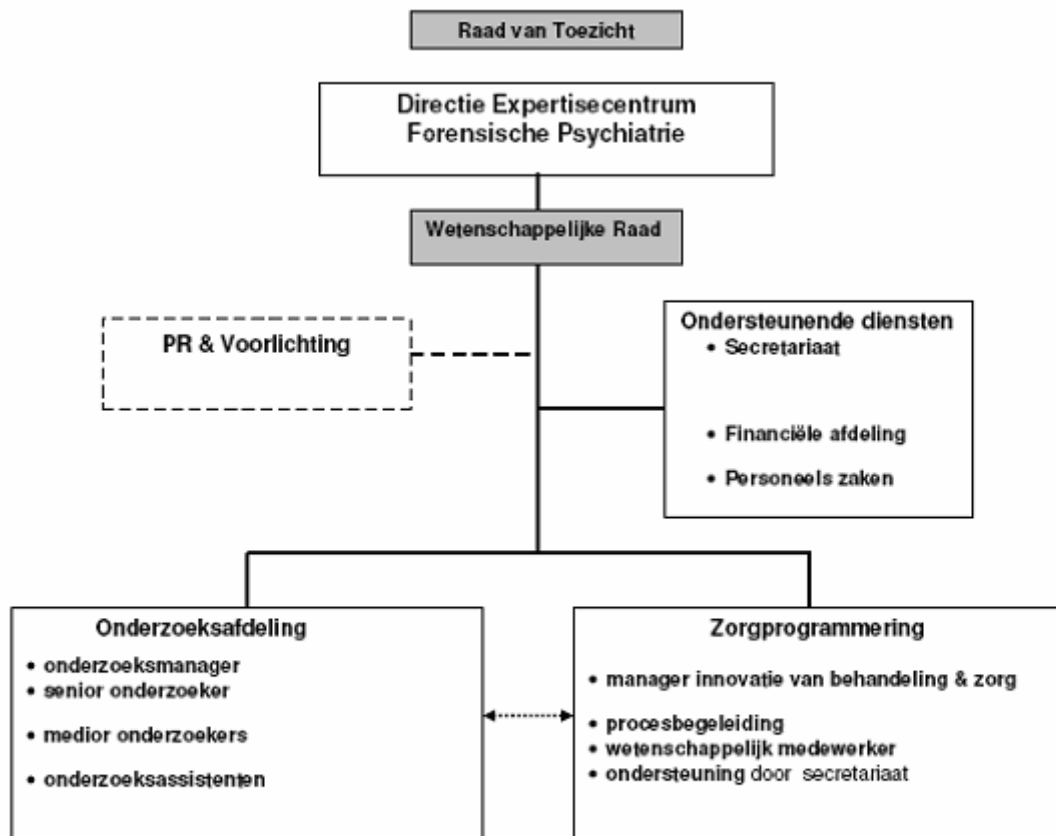 Raad van Toezicht
Directie Expertisecentrum
Forensische Psychiatrie
Wetenschappelijke Raad
PR & Voorlichting
Ondersteunende diensten
• Secretariaat
• Financiële afdeling
• Personeels zaken
Onderzoeksafdeling
• onderzoeksmanager
• senior onderzoeker
• medior onderzoekers
• onderzoeksassistenten
Zorgprogrammering
• manager innovatie van behandeling & zorg
• procesbegeleiding
• wetenschappelijk medewerker
• ondersteuning door secretariaat